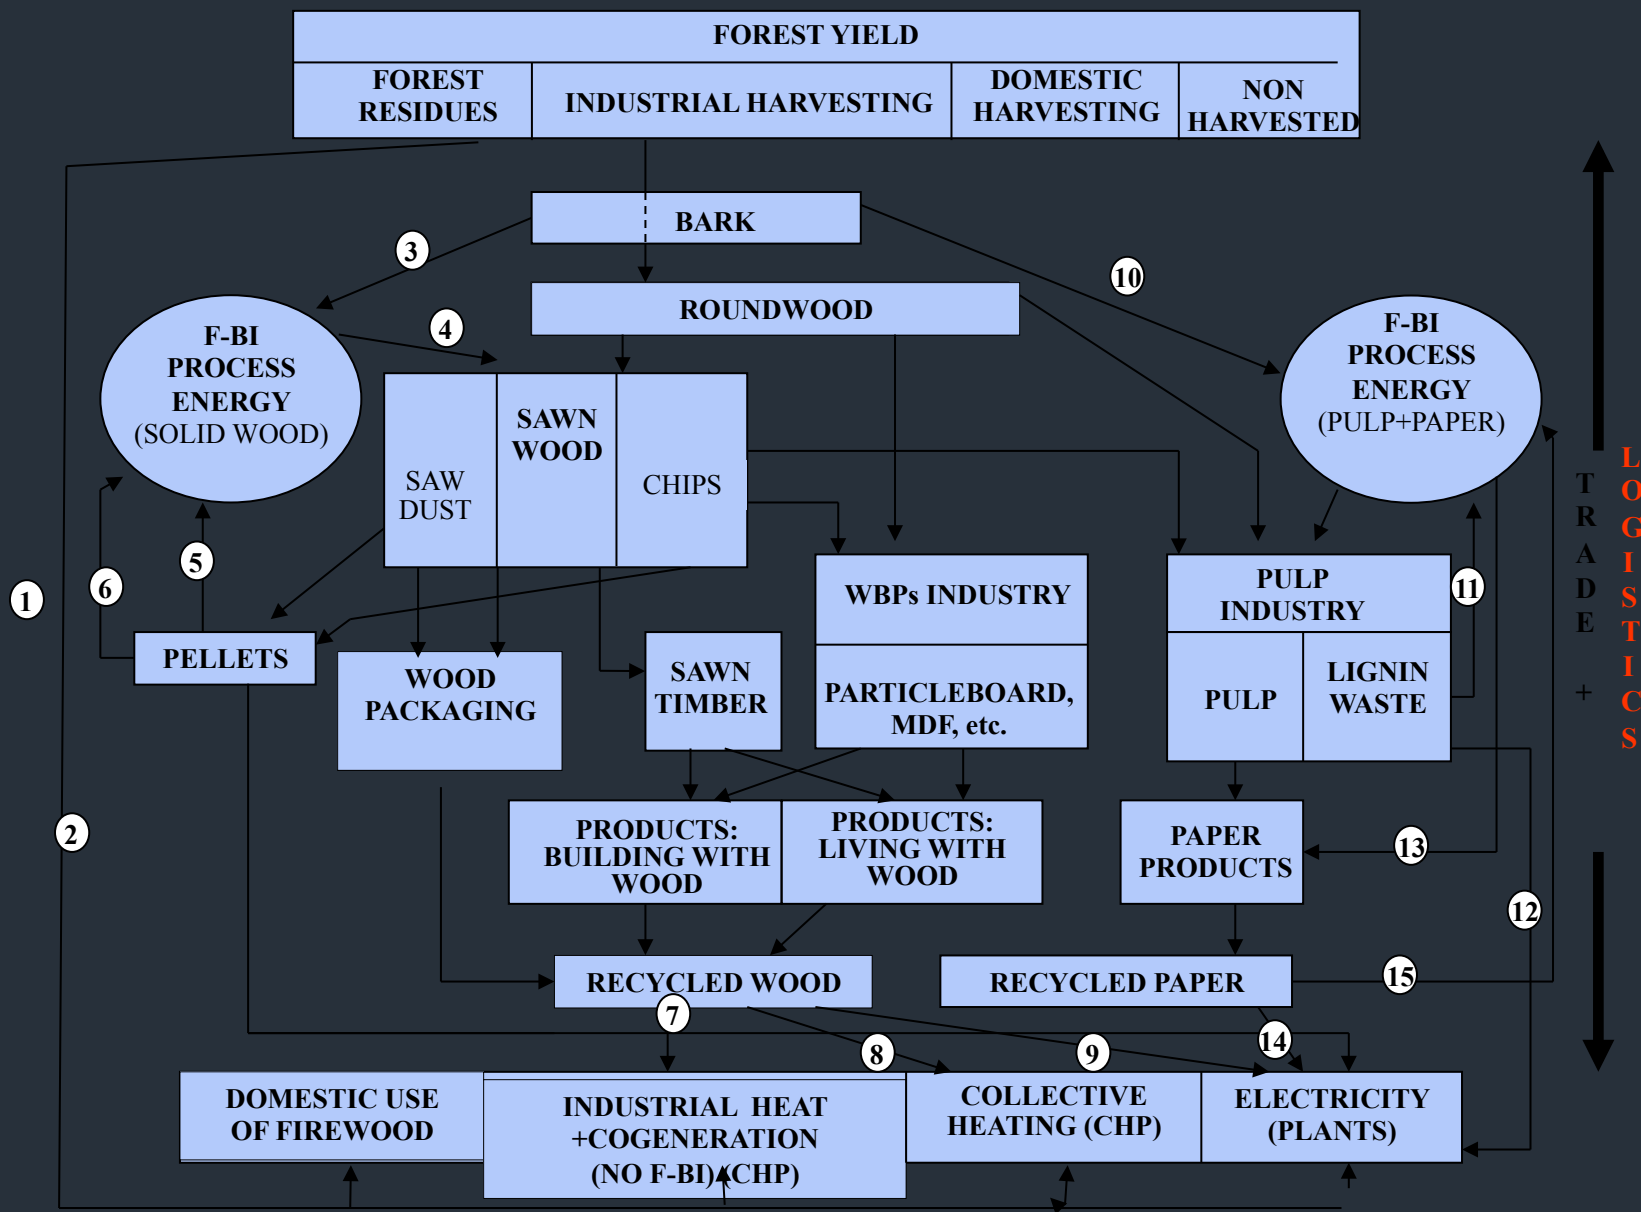 FOREST YIELD
FOREST
RESIDUES
INDUSTRIAL HARVESTING
DOMESTIC
HARVESTING
NON
HARVESTED
BARK
3
10
ROUNDWOOD
4
F-BI
PROCESS
ENERGY
(SOLID WOOD)
F-BI
PROCESS
ENERGY
(PULP+PAPER)
SAW
DUST
SAWN
WOOD
CHIPS
TRADE +
LOGISTICS
1
6
5
11
PELLETS
WOOD
PACKAGING
SAWN
TIMBER
WBPs INDUSTRY
PARTICLEBOARD,
MDF, etc.
PULP
INDUSTRY
PULP
LIGNIN
WASTE
2
PRODUCTS:
BUILDING WITH
WOOD
PRODUCTS:
LIVING WITH
WOOD
PAPER
PRODUCTS
13
12
RECYCLED WOOD
RECYCLED PAPER
15
7
8
9
14
DOMESTIC USE
OF FIREWOOD
INDUSTRIAL HEAT
+COGENERATION
(NO F-BI) (CHP)
COLLECTIVE
HEATING (CHP)
ELECTRICITY
(PLANTS)